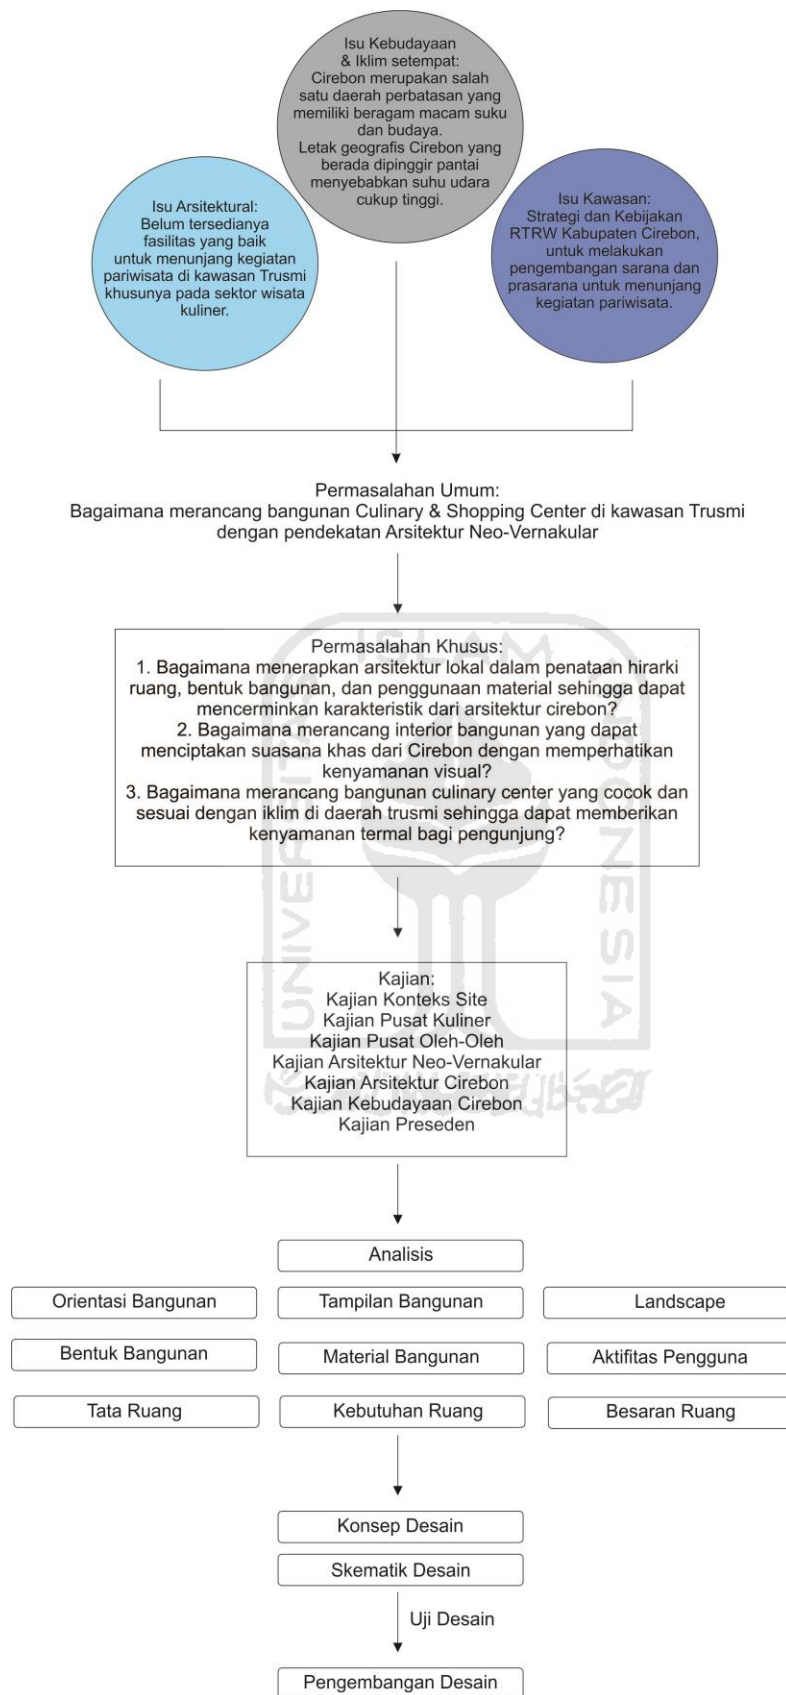 Isu Kebudayaan
& Iklim setempat:
Cirebon merupakan salah
satu daerah perbatasan yang
memiliki beragam macam suku
dan budaya.
Letak geografis Cirebon yang
berada dipinggir pantai
menyebabkan suhu udara
cukup tinggi.
Isu Arsitektural:
Belum tersedianya
fasilitas yang baik
untuk menunjang kegiatan
pariwisata di kawasan Trusmi
khusunya pada sektor wisata
kuliner.
Isu Kawasan:
Strategi dan Kebijakan
RTRW Kabupaten Cirebon,
untuk melakukan
pengembangan sarana dan
prasarana untuk menunjang
kegiatan pariwisata.
Permasalahan Umum:
Bagaimana merancang bangunan Culinary & Shopping Center di kawasan Trusmi
dengan pendekatan Arsitektur Neo-Vernakular
Permasalahan Khusus:
1. Bagaimana menerapkan arsitektur lokal dalam penataan hirarki
ruang, bentuk bangunan, dan penggunaan material sehingga dapat
mencerminkan karakteristik dari arsitektur cirebon?
2. Bagaimana merancang interior bangunan yang dapat
menciptakan suasana khas dari Cirebon dengan memperhatikan
kenyamanan visual?
3. Bagaimana merancang bangunan culinary center yang cocok dan
sesuai dengan iklim di daerah trusmi sehingga dapat memberikan
kenyamanan termal bagi pengunjung?
Kajian:
Kajian Konteks Site
Kajian Pusat Kuliner
Kajian Pusat Oleh-Oleh
Kajian Arsitektur Neo-Vernakular
Kajian Arsitektur Cirebon
Kajian Kebudayaan Cirebon
Kajian Preseden
Analisis
Orientasi Bangunan
Tampilan Bangunan
Landscape
Bentuk Bangunan
Material Bangunan
Aktifitas Pengguna
Tata Ruang
Kebutuhan Ruang
Besaran Ruang
Konsep Desain
Skematik Desain
Uji Desain
Pengembangan Desain
UNIVERSITAS
ISLAM
INDONESIA